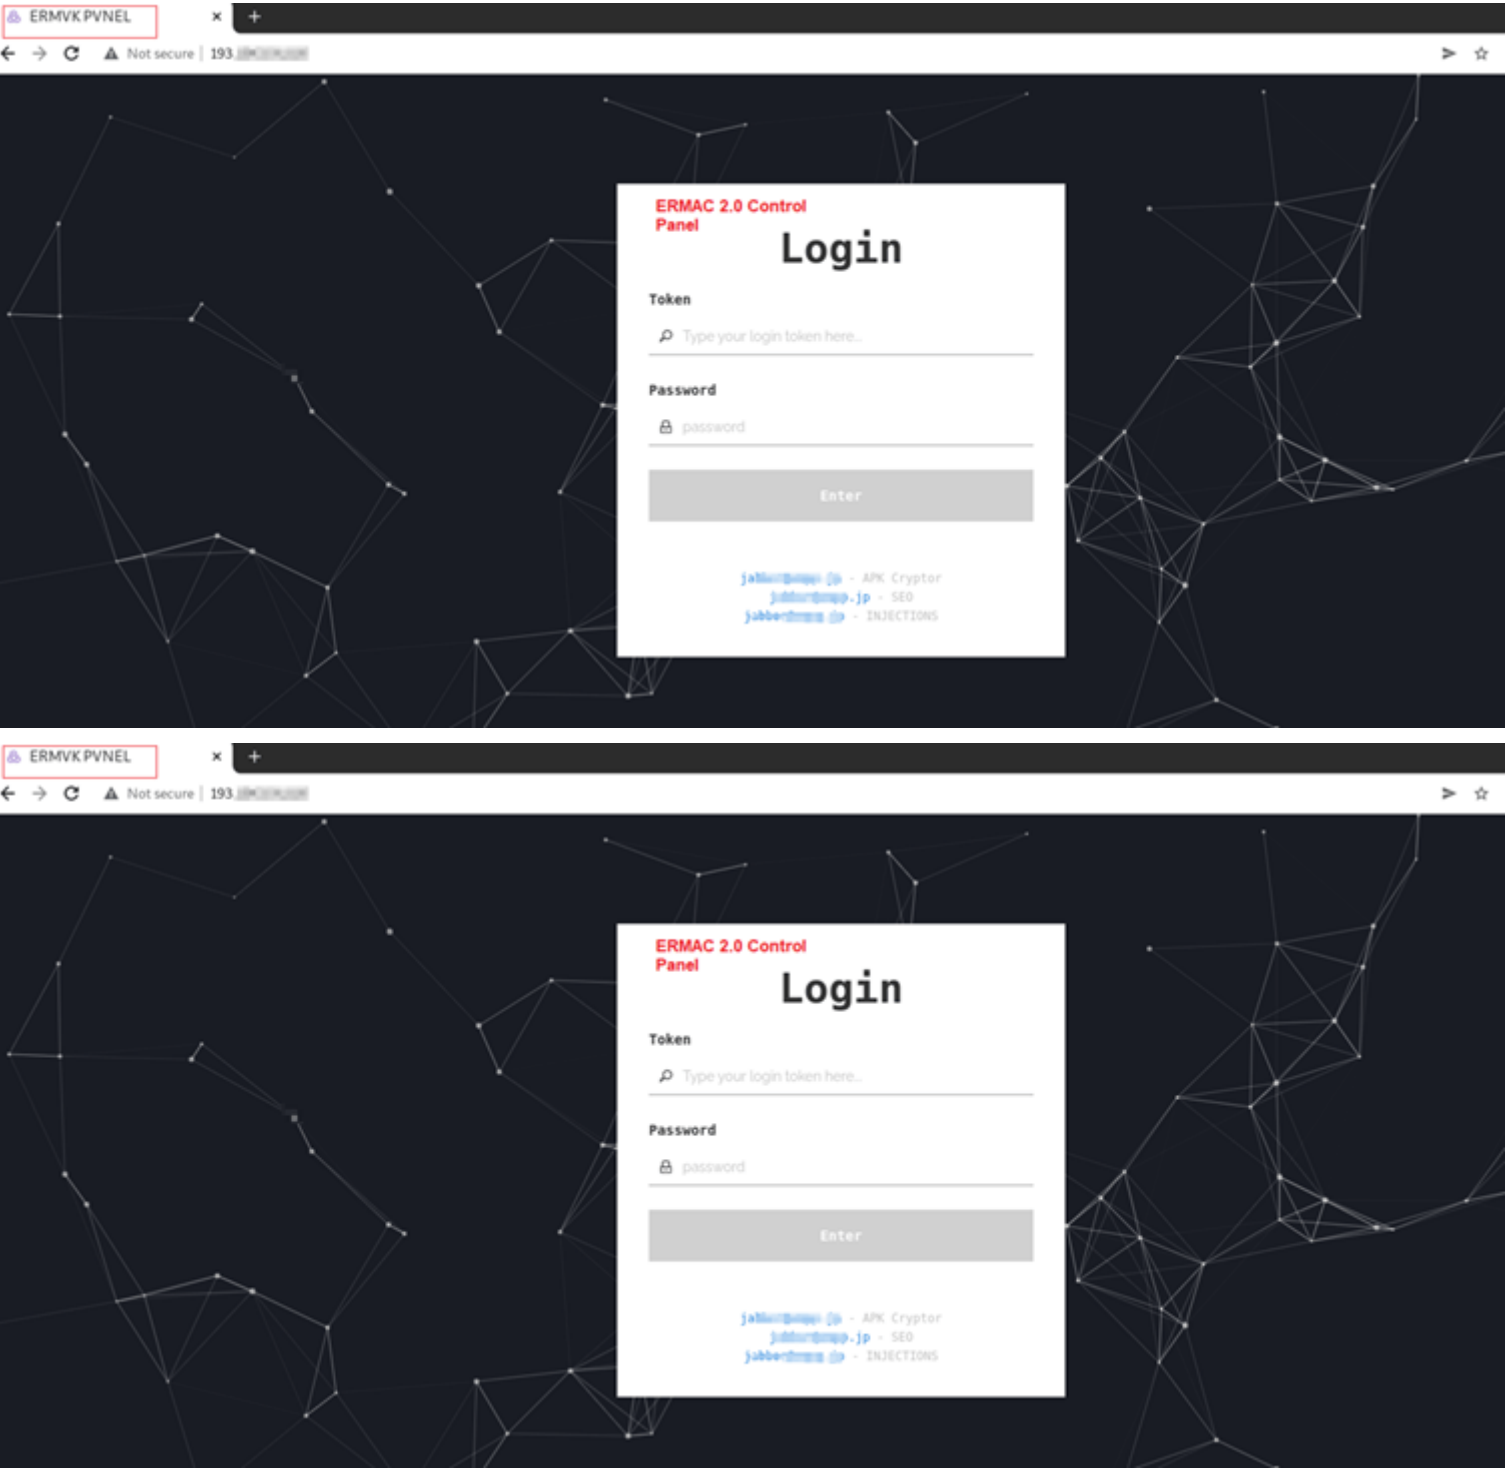 ERMVK PVNEL
Not secure 193.
ERMAC 2.0 Control
Panel
Login
Token
Type your login token here...
Password
password
Enter
- APK Cryptor
.jp - SEO
- INJECTIONS
ERMVK PVNEL
Not secure 193.
ERMAC 2.0 Control
Panel
Login
Token
Type your login token here...
Password
password
Enter
- APK Cryptor
.jp - SEO
- INJECTIONS